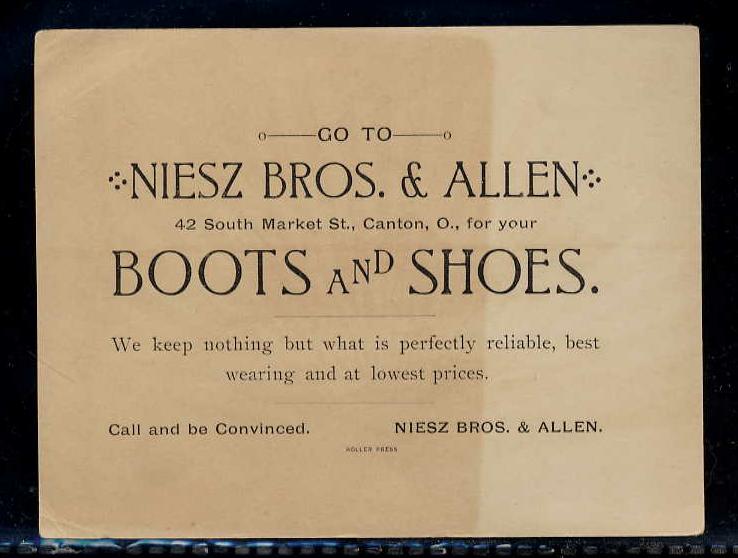 GO TO
NIESZ BROS. & ALLEN
42 South Market St., Canton, O., for your
BOOTS AND SHOES.
We keep nothing but what is perfectly reliable, best
wearing and at lowest prices.
Call and be Convinced. NIESZ BROS. & ALLEN.
ROLLER PRESS